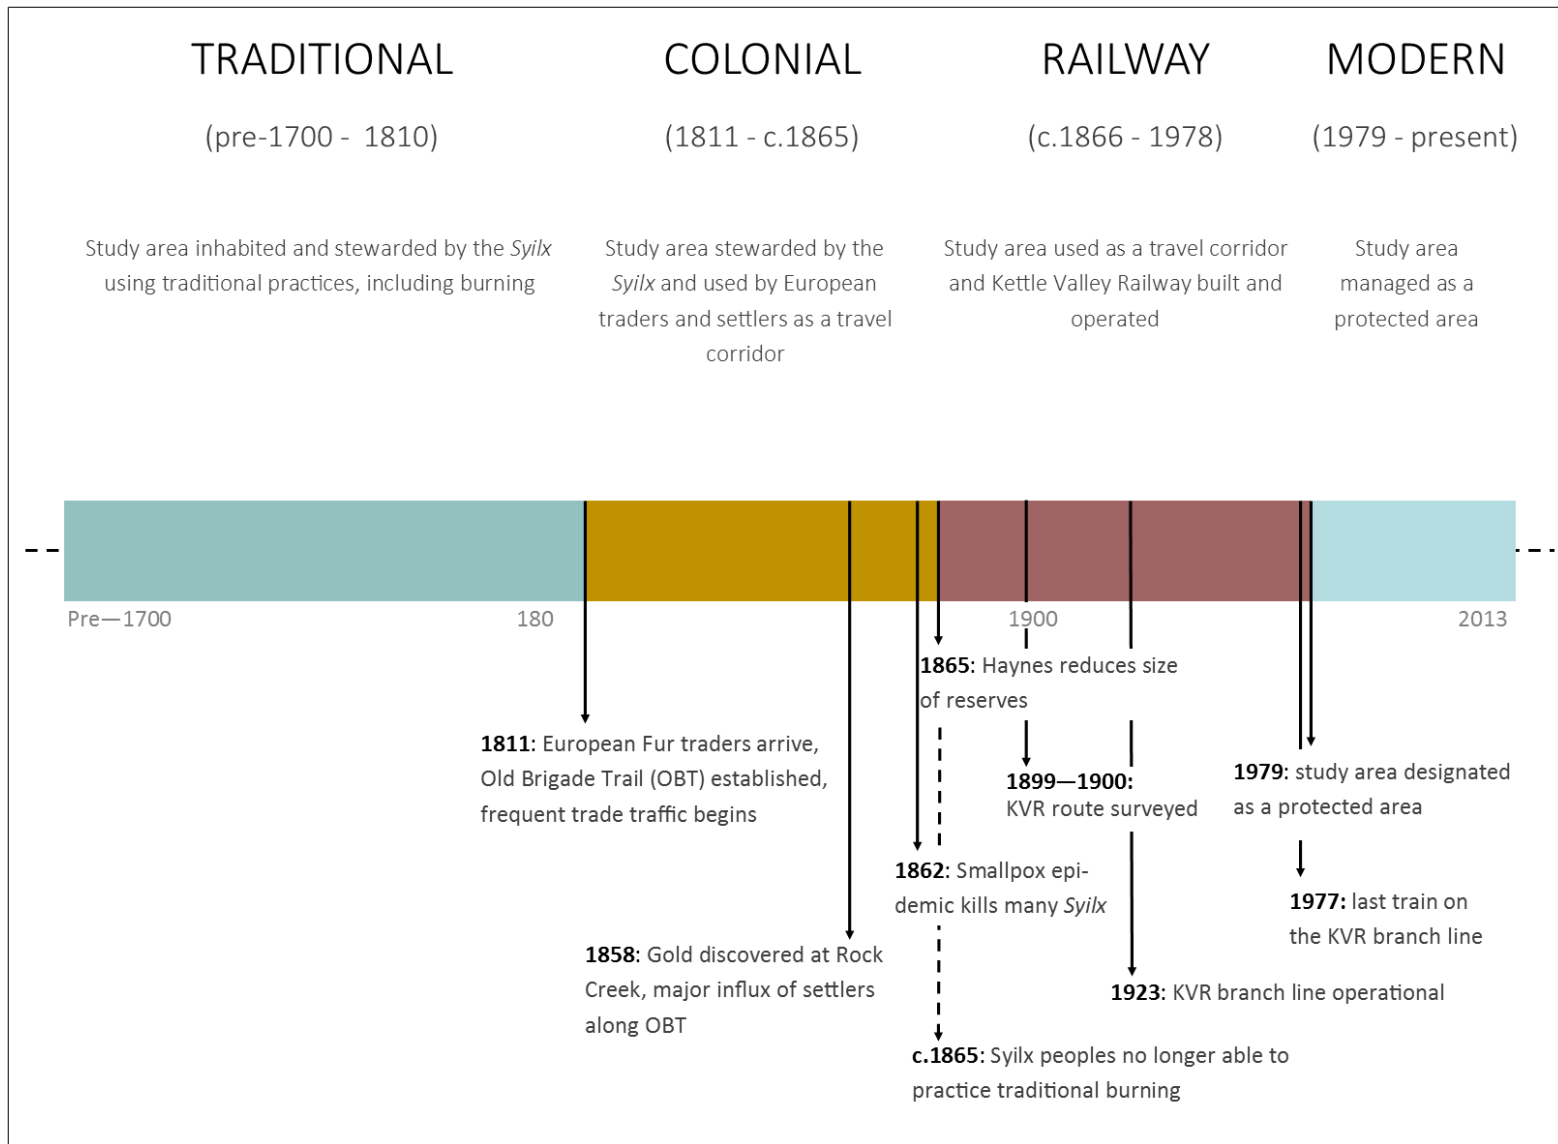 TRADITIONAL
(pre-1700 - 1810)
Study area inhabited and stewarded by the Syilx
using traditional practices, including burning
COLONIAL
(1811 - c.1865)
Study area stewarded by the
Syilx and used by European
traders and settlers as a travel
corridor
RAILWAY
(c.1866 - 1978)
Study area used as a travel corridor
and Kettle Valley Railway built and
operated
MODERN
(1979 - present)
Study area
managed as a
protected area
Pre—1700
180
1900
2013
1811: European Fur traders arrive,
Old Brigade Trail (OBT) established,
frequent trade traffic begins
1858: Gold discovered at Rock
Creek, major influx of settlers
along OBT
1865: Haynes reduces size
of reserves
1862: Smallpox epi-
demic kills many Syilx
c.1865: Syilx peoples no longer able to
practice traditional burning
1899—1900:
KVR route surveyed
1923: KVR branch line operational
1979: study area designated
as a protected area
1977: last train on
the KVR branch line